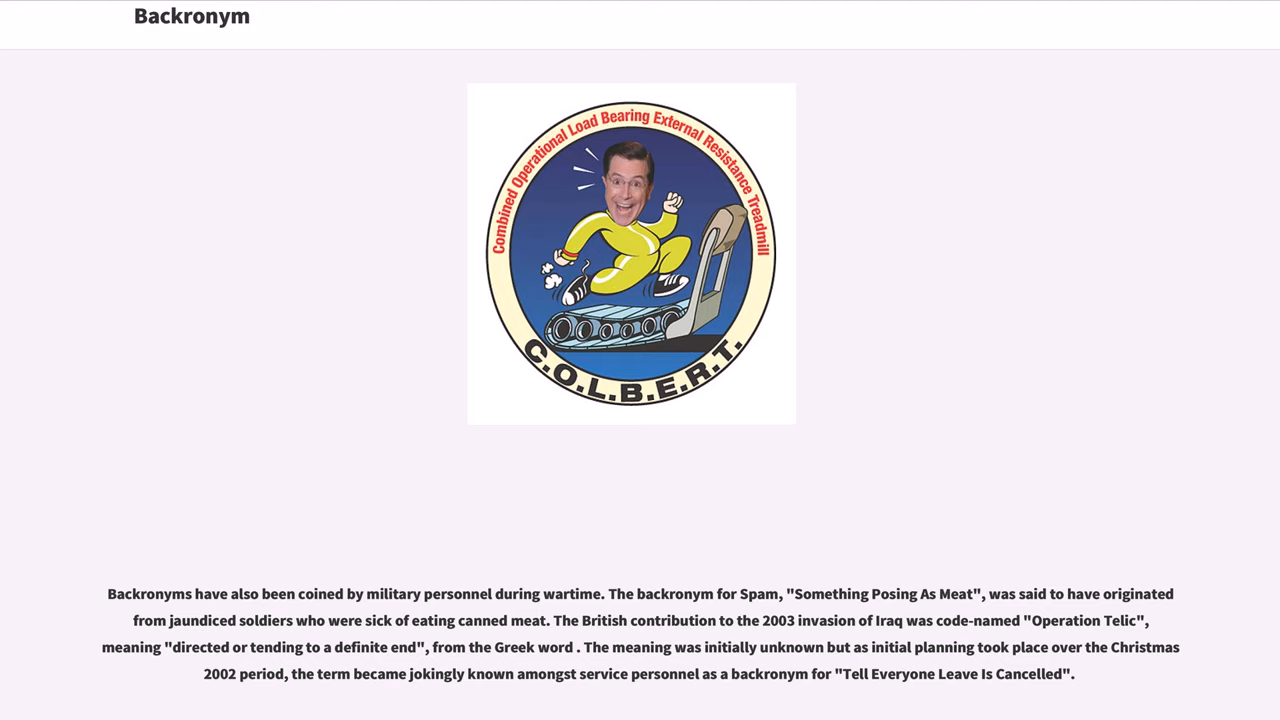 Backronym
Combined Operational Load Bearing External Resistance Treadmill
C.O.L.B.E.R.T.
Backronyms have also been coined by military personnel during wartime. The backronym for Spam, "Something Posing As Meat", was said to have originated
from jaundiced soldiers who were sick of eating canned meat. The British contribution to the 2003 invasion of Iraq was code-named "Operation Telic",
meaning "directed or tending to a definite end", from the Greek word . The meaning was initially unknown but as initial planning took place over the Christmas
2002 period, the term became jokingly known amongst service personnel as a backronym for "Tell Everyone Leave Is Cancelled".